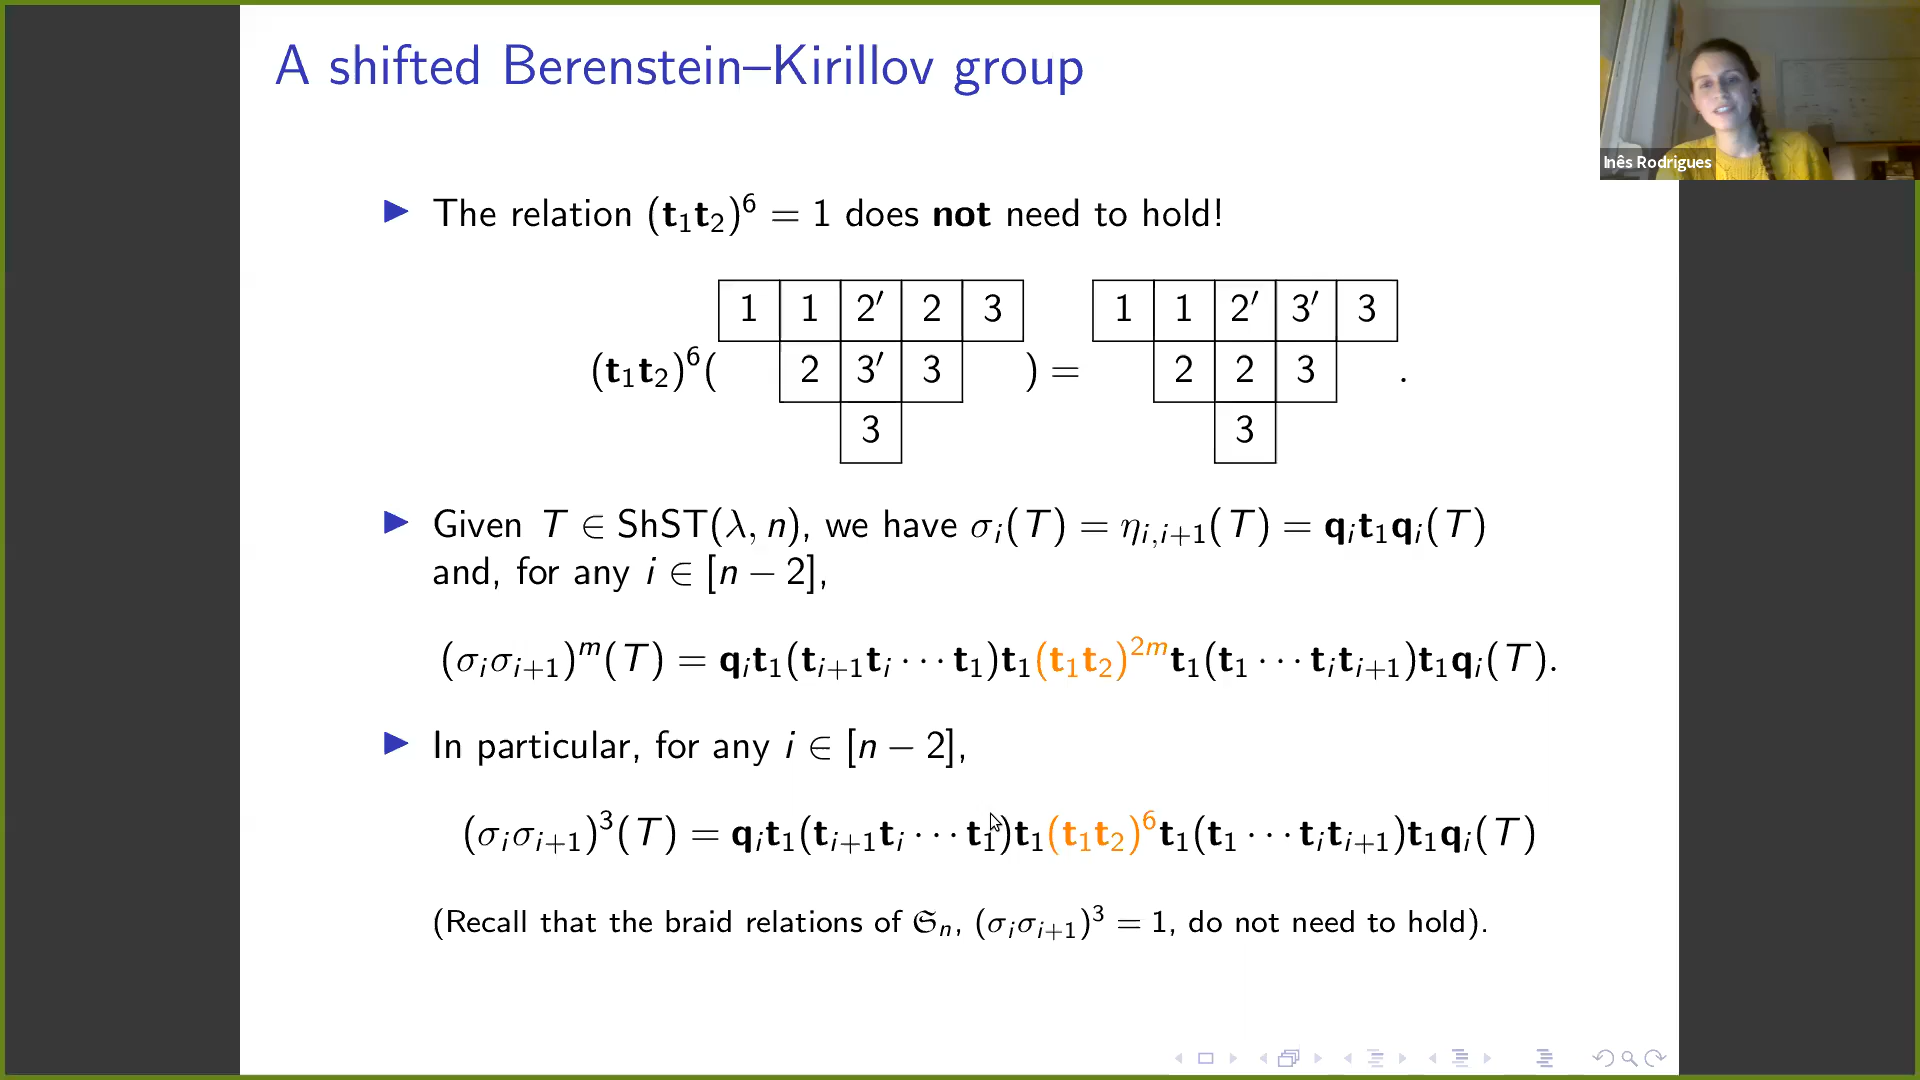 A shifted Berenstein–Kirillov group
Inês Rodrigues
▶ The relation (t₁t₂)⁶ = 1 does not need to hold!
1 1 2′ 2 3 1 1 2′ 3′ 3
(t₁t₂)⁶( 2 3′ 3 ) = 2 2 3 .
3 3
▶ Given T ∈ ShST(λ, n), we have σᵢ(T) = ηᵢ,ᵢ₊₁(T) = qᵢt₁qᵢ(T)
and, for any i ∈ [n − 2],
(σᵢσᵢ₊₁)ᵐ(T) = qᵢt₁(tᵢ₊₁tᵢ ⋯ t₁)t₁(t₁t₂)²ᵐt₁(t₁ ⋯ tᵢtᵢ₊₁)t₁qᵢ(T).
▶ In particular, for any i ∈ [n − 2],
(σᵢσᵢ₊₁)³(T) = qᵢt₁(tᵢ₊₁tᵢ ⋯ t₁)t₁(t₁t₂)⁶t₁(t₁ ⋯ tᵢtᵢ₊₁)t₁qᵢ(T)
(Recall that the braid relations of 𝔖ₙ, (σᵢσᵢ₊₁)³ = 1, do not need to hold).